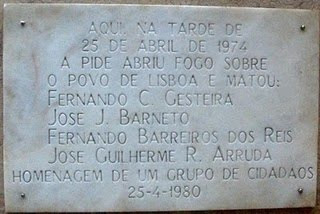 AQUI, NA TARDE DE
25 DE ABRIL DE 1974
A PIDE ABRIU FOGO SOBRE
O POVO DE LISBOA E MATOU:
FERNANDO C. GESTEIRA
JOSE J. BARNETO
FERNANDO BARREIROS DOS REIS
JOSE GUILHERME R. ARRUDA
HOMENAGEM DE UM GRUPO DE CIDADAOS
25-4-1980